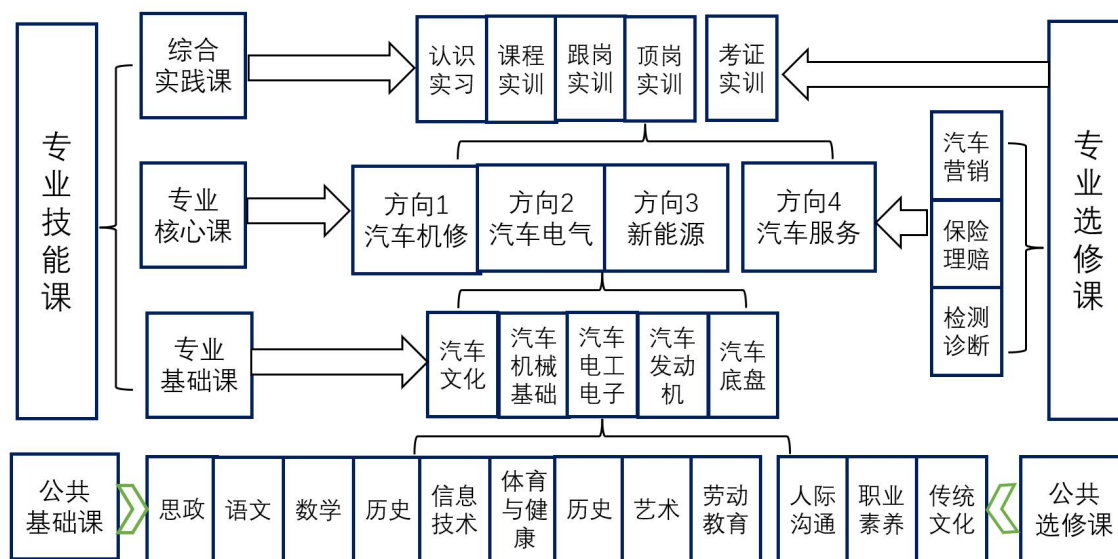 专业技能课
综合
实践课
认识
实习
课程
实训
跟岗
实训
顶岗
实训
考证
实训
专业选修课
汽车
营销
保险
理赔
检测
诊断
专业
核心课
方向1
汽车机修
方向2
汽车电气
方向3
新能源
方向4
汽车服务
专业
基础课
汽车
文化
汽车
机械
基础
汽车
电工
电子
汽车
发动
机
汽车
底盘
公共
基础课
思政
语文
数学
历史
信息
技术
体育
与健
康
历史
艺术
劳动
教育
人际
沟通
职业
素养
传统
文化
公共
选修课